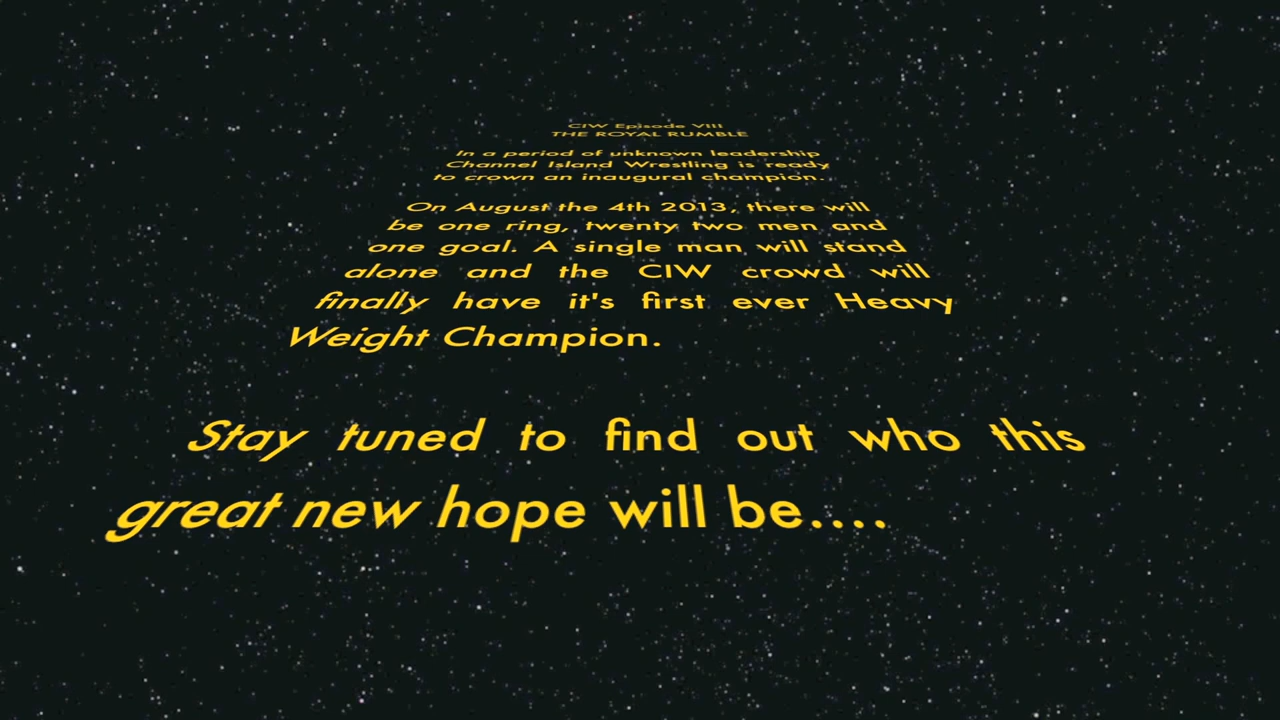 CIW Episode VIII
THE ROYAL RUMBLE
In a period of unknown leadership
Channel Island Wrestling is ready
to crown an inaugural champion.
On August the 4th 2013, there will
be one ring, twenty two men and
one goal. A single man will stand
alone and the CIW crowd will
finally have it's first ever Heavy
Weight Champion.
Stay tuned to find out who this
great new hope will be....